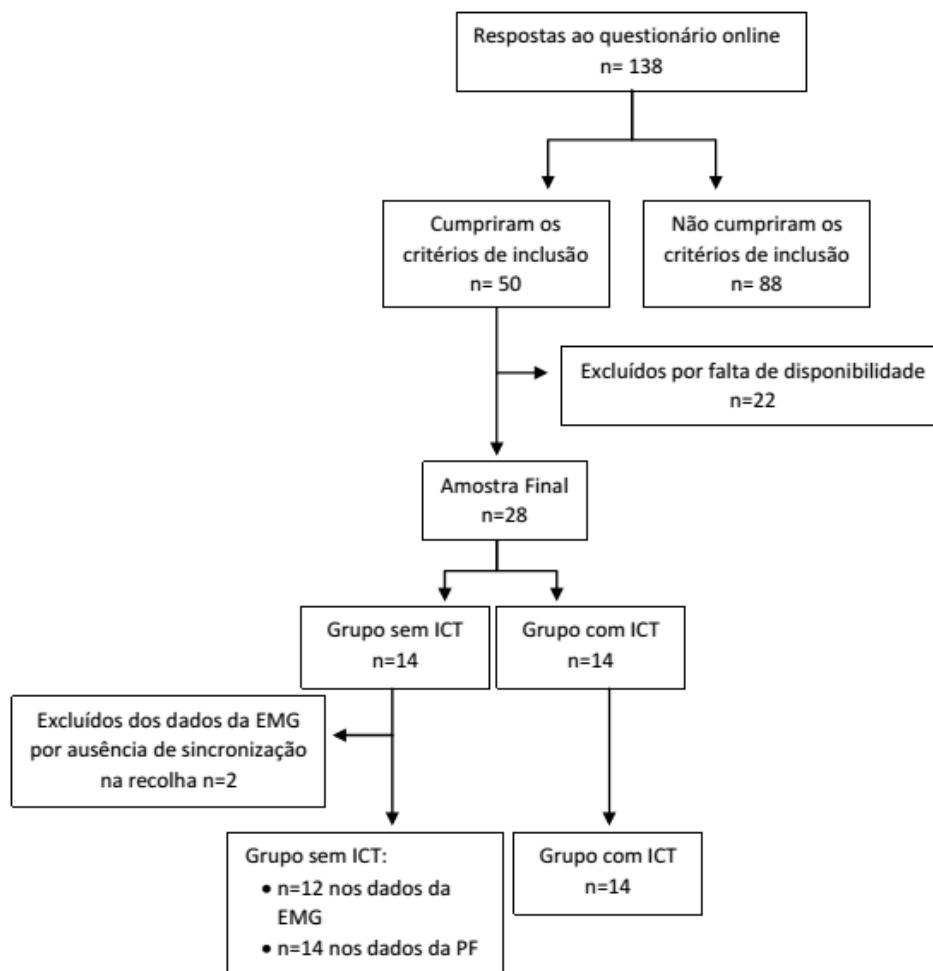 Respostas ao questionário online
n= 138
Cumpriram os
critérios de inclusão
n= 50
Não cumpriram os
critérios de inclusão
n= 88
Excluídos por falta de disponibilidade
n=22
Amostra Final
n=28
Grupo sem ICT
n=14
Grupo com ICT
n=14
Excluídos dos dados da EMG
por ausência de sincronização
na recolha n=2
Grupo sem ICT:
• n=12 nos dados da
EMG
• n=14 nos dados da PF
Grupo com ICT
n=14